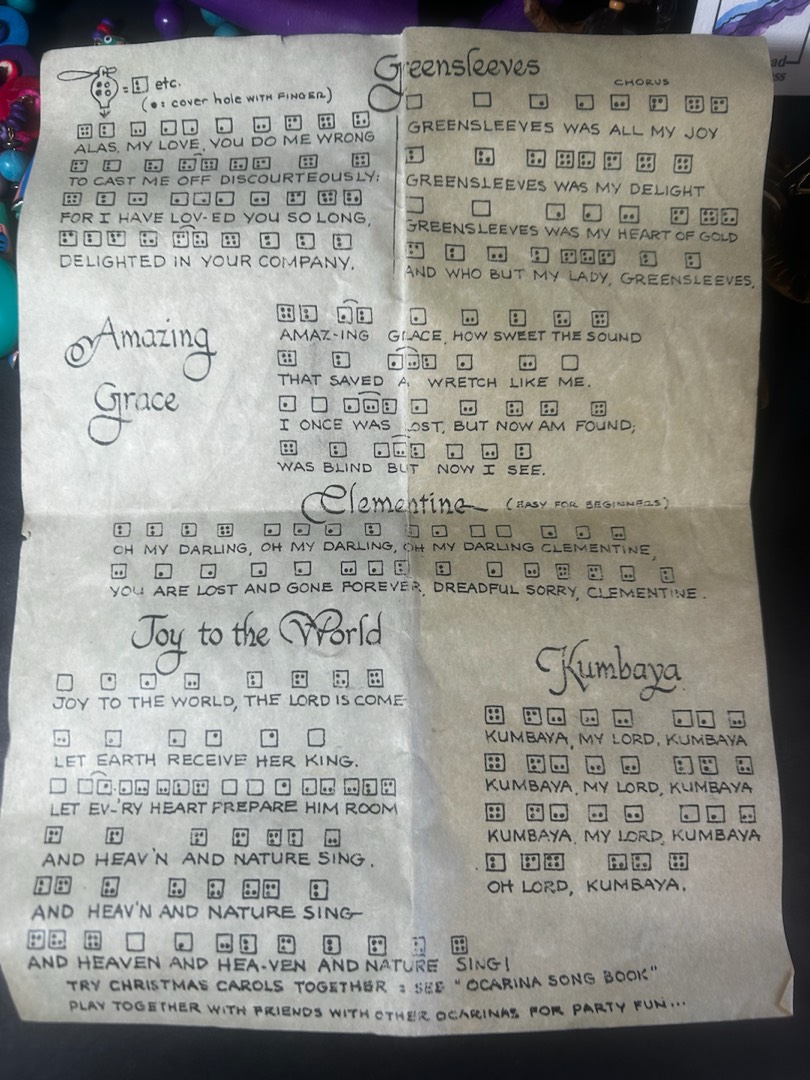 = etc.
(● = cover hole WITH FINGER)
Greensleeves
ALAS, MY LOVE, YOU DO ME WRONG
TO CAST ME OFF DISCOURTEOUSLY:
FOR I HAVE LOV-ED YOU SO LONG,
DELIGHTED IN YOUR COMPANY.
CHORUS
GREENSLEEVES WAS ALL MY JOY
GREENSLEEVES WAS MY DELIGHT
GREENSLEEVES WAS MY HEART OF GOLD
AND WHO BUT MY LADY, GREENSLEEVES,
Amazing
Grace
AMAZ-ING GRACE, HOW SWEET THE SOUND
THAT SAVED A WRETCH LIKE ME.
I ONCE WAS LOST, BUT NOW AM FOUND;
WAS BLIND BUT NOW I SEE.
Clementine (EASY FOR BEGINNERS)
OH MY DARLING, OH MY DARLING, OH MY DARLING CLEMENTINE,
YOU ARE LOST AND GONE FOREVER, DREADFUL SORRY, CLEMENTINE.
Joy to the World
JOY TO THE WORLD, THE LORD IS COME
LET EARTH RECEIVE HER KING.
LET EV-'RY HEART PREPARE HIM ROOM
AND HEAV'N AND NATURE SING.
AND HEAV'N AND NATURE SING
AND HEAVEN AND HEA-VEN AND NATURE SING!
Kumbaya
KUMBAYA, MY LORD, KUMBAYA
KUMBAYA, MY LORD, KUMBAYA
KUMBAYA, MY LORD, KUMBAYA
OH LORD, KUMBAYA.
TRY CHRISTMAS CAROLS TOGETHER : SEE "OCARINA SONG BOOK"
PLAY TOGETHER WITH FRIENDS WITH OTHER OCARINAS FOR PARTY FUN...